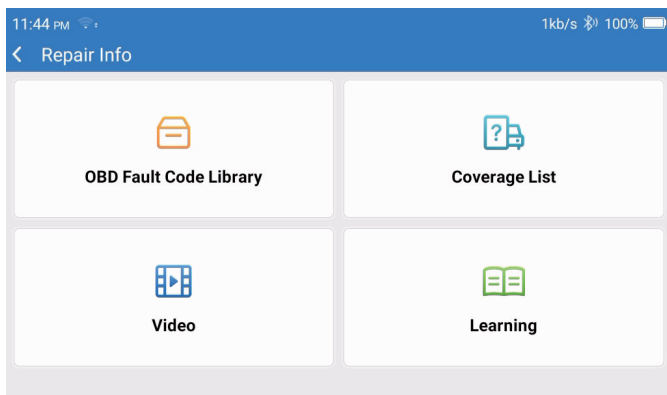 11:44 PM 1kb/s 100%
Repair Info
?
OBD Fault Code Library
Coverage List
Video
Learning